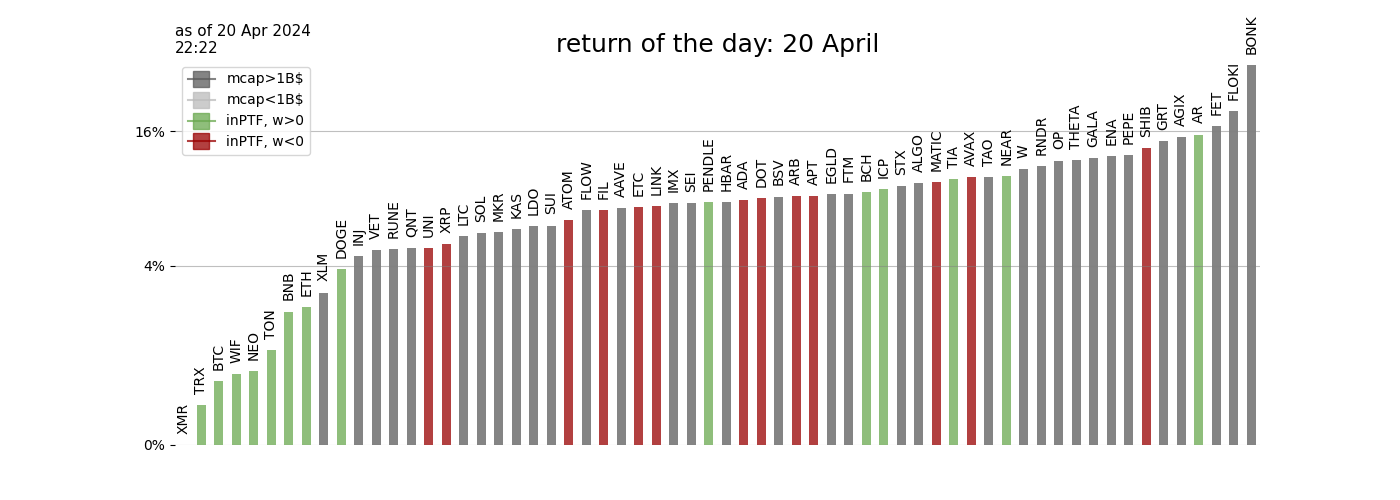 as of 20 Apr 2024
22:22
return of the day: 20 April
mcap>1B$
mcap<1B$
inPTF, w>0
inPTF, w<0
16%
4%
0%
XMR
TRX
BTC
WIF
NEO
TON
BNB
ETH
XLM
DOGE
INJ
VET
RUNE
QNT
UNI
XRP
LTC
SOL
MKR
KAS
LDO
SUI
ATOM
FLOW
FIL
AAVE
ETC
LINK
IMX
SEI
PENDLE
HBAR
ADA
DOT
BSV
ARB
APT
EGLD
FTM
BCH
ICP
STX
ALGO
MATIC
TIA
AVAX
TAO
NEAR
W
RNDR
OP
THETA
GALA
ENA
PEPE
SHIB
GRT
AGIX
AR
FET
FLOKI
BONK